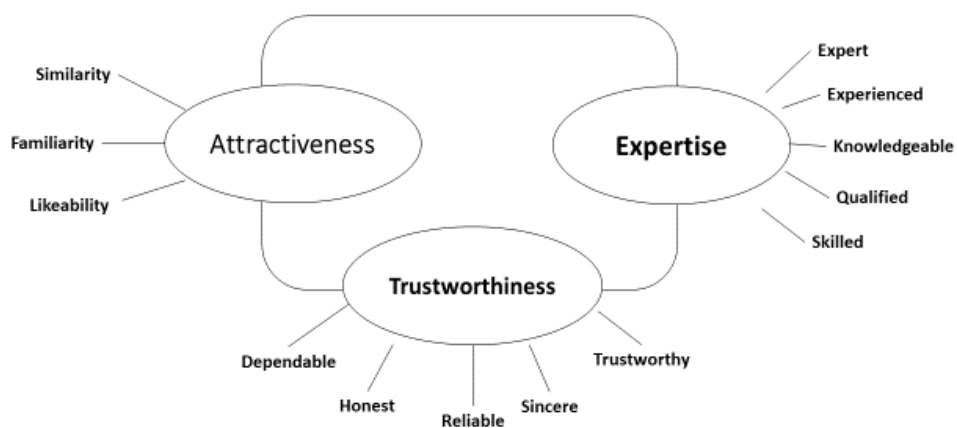 Similarity
Familiarity
Likeability
Attractiveness
Expertise
Expert
Experienced
Knowledgeable
Qualified
Skilled
Trustworthiness
Dependable
Honest
Reliable
Sincere
Trustworthy